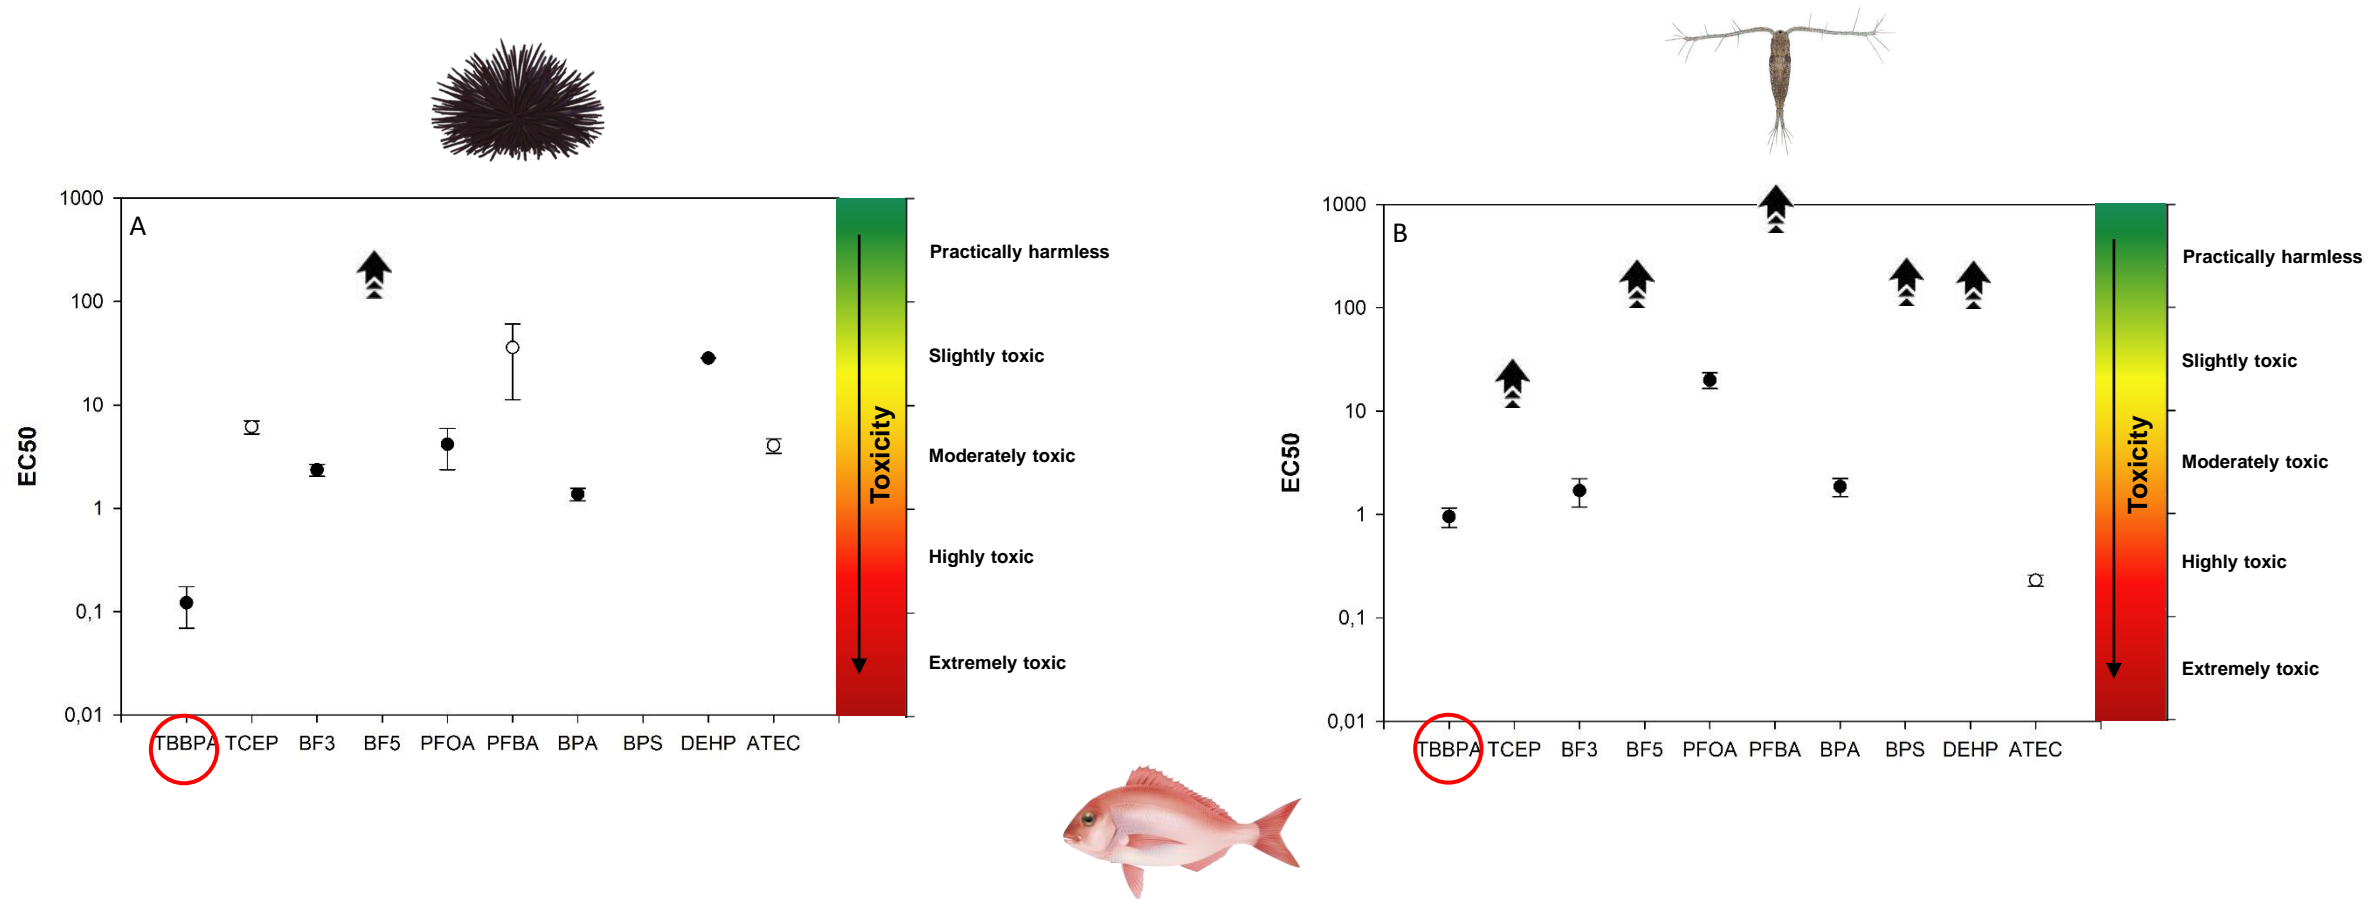 A
1000
100
10
1
0,1
0,01
EC50
TBBPA TCEP BF3 BF5 PFOA PFBA BPA BPS DEHP ATEC
Toxicity
Practically harmless
Slightly toxic
Moderately toxic
Highly toxic
Extremely toxic
B
1000
100
10
1
0,1
0,01
EC50
TBBPA TCEP BF3 BF5 PFOA PFBA BPA BPS DEHP ATEC
Toxicity
Practically harmless
Slightly toxic
Moderately toxic
Highly toxic
Extremely toxic